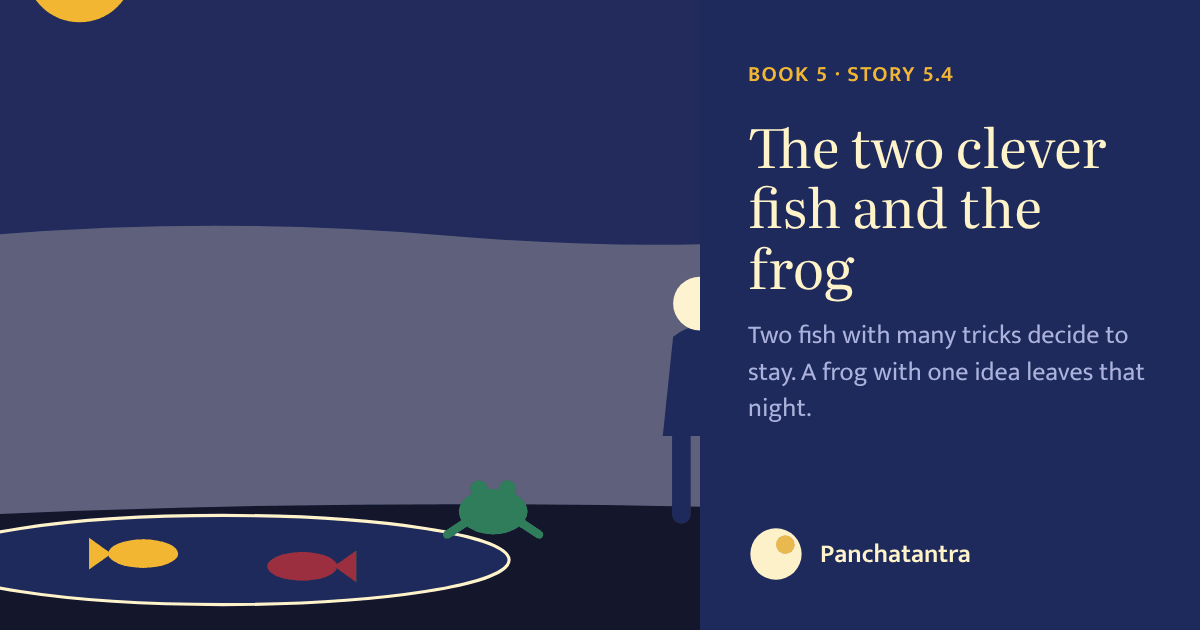 BOOK 5 · STORY 5.4
The two clever
fish and the
frog
Two fish with many tricks decide to
stay. A frog with one idea leaves that
night.
Panchatantra